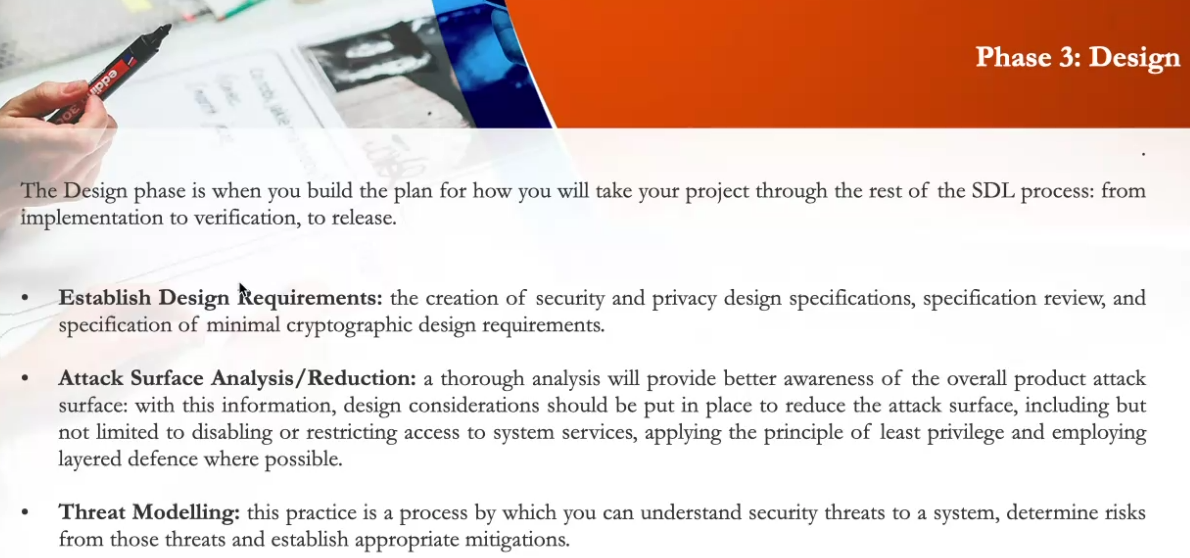 Phase 3: Design
.
The Design phase is when you build the plan for how you will take your project through the rest of the SDL process: from
implementation to verification, to release.
• Establish Design Requirements: the creation of security and privacy design specifications, specification review, and
specification of minimal cryptographic design requirements.
• Attack Surface Analysis/Reduction: a thorough analysis will provide better awareness of the overall product attack
surface: with this information, design considerations should be put in place to reduce the attack surface, including but
not limited to disabling or restricting access to system services, applying the principle of least privilege and employing
layered defence where possible.
• Threat Modelling: this practice is a process by which you can understand security threats to a system, determine risks
from those threats and establish appropriate mitigations.